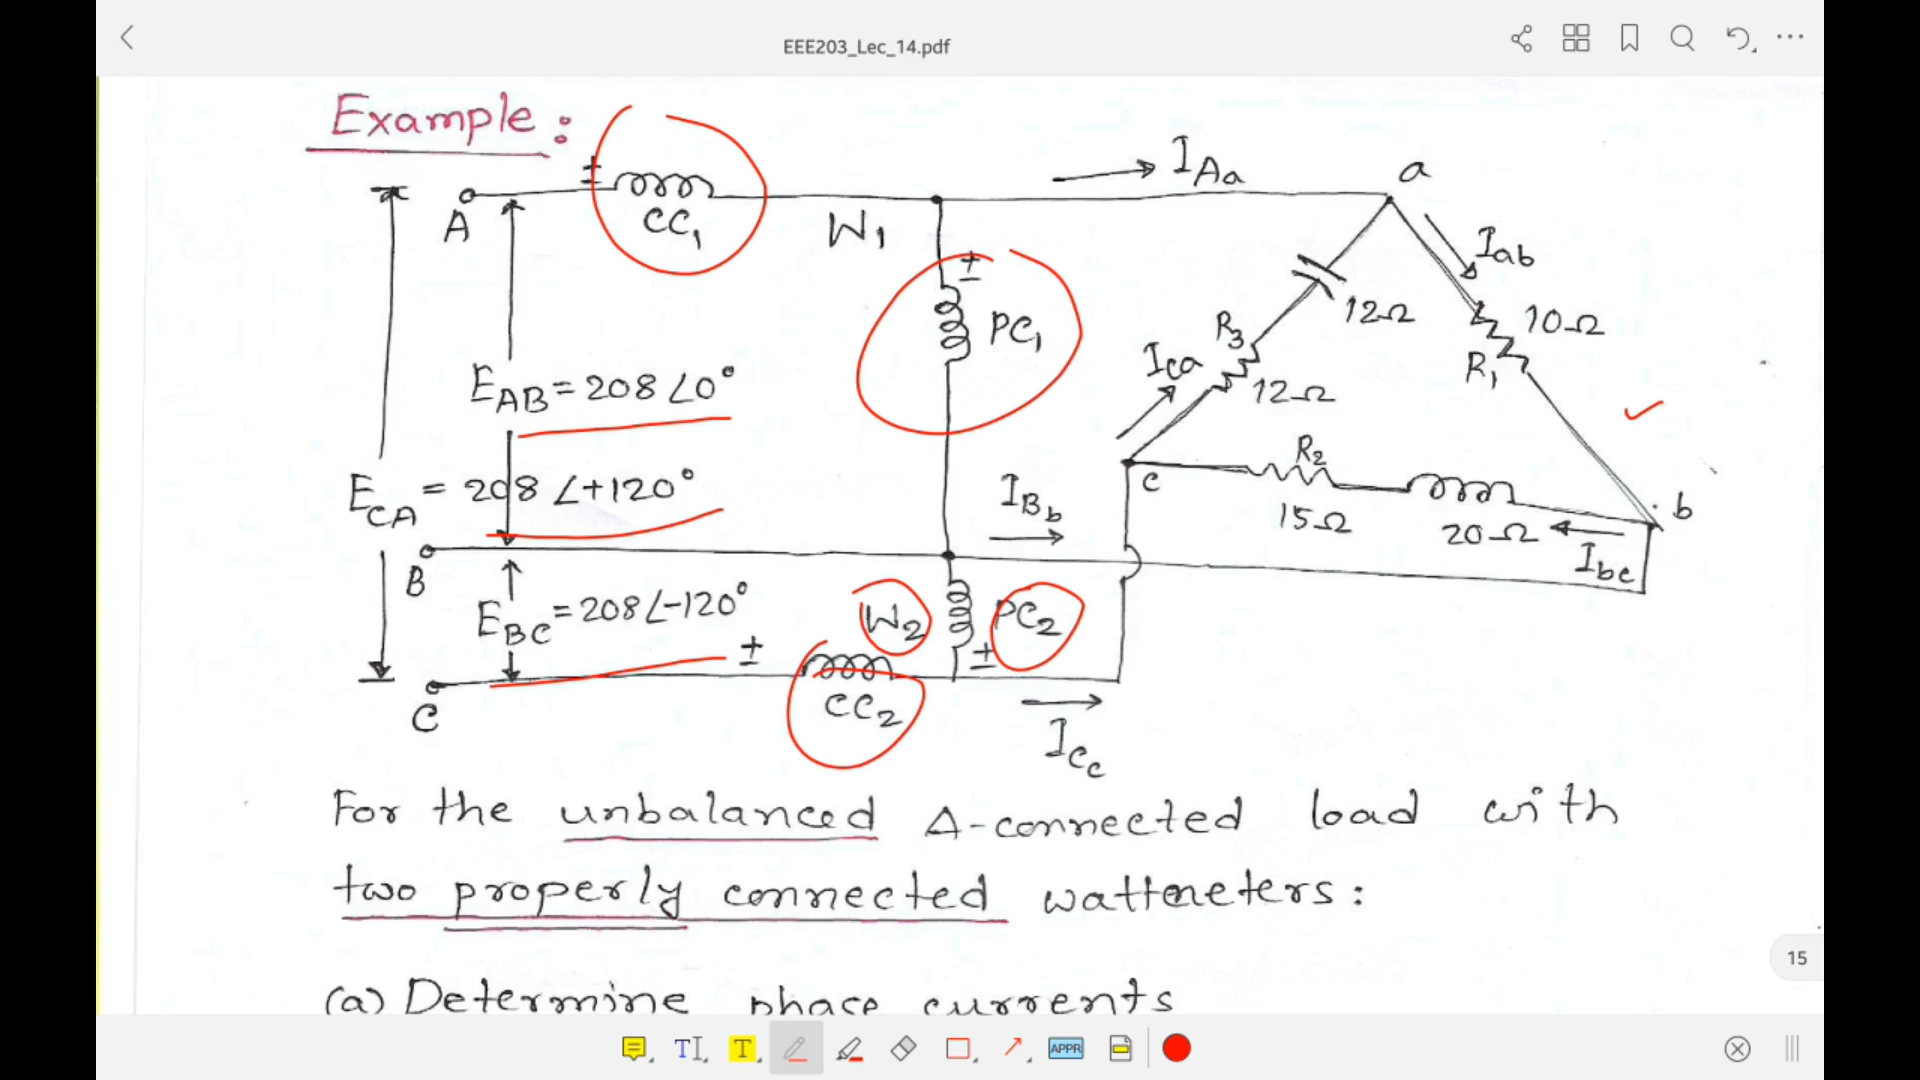 EEE203_Lec_14.pdf
Example:
± CC₁
A
W₁
I_Aa
a
± PC₁
I_ab
12Ω
10Ω
R₁
R₃
I_ca
12Ω
E_AB = 208∠0°
E_CA = 208∠+120°
I_Bb
R₂
c
15Ω
20Ω
b
I_bc
B
E_BC = 208∠-120°
W₂
PC₂
±
±
CC₂
C
I_Cc
For the unbalanced Δ-connected load with
two properly connected wattmeters:
15
(a) Determine phase currents
TI T APPR